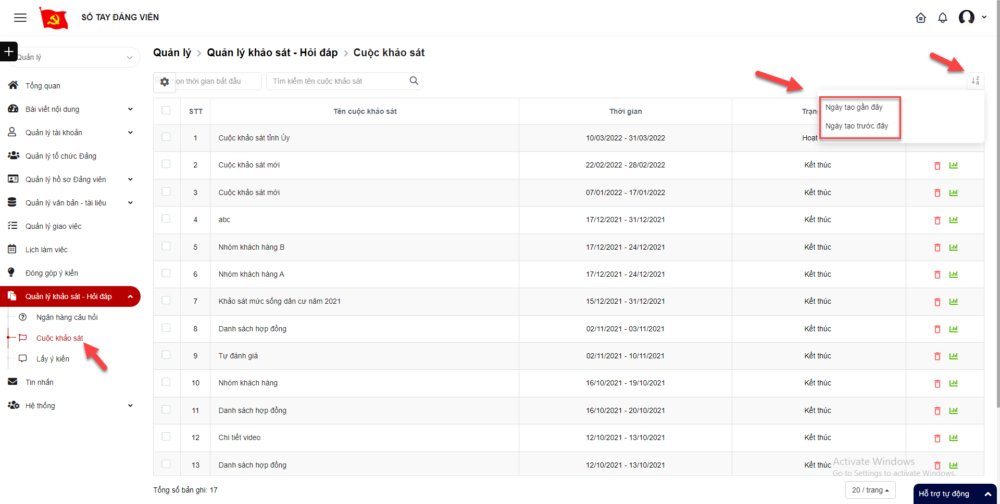 SỔ TAY ĐẢNG VIÊN
Quản lý
Tổng quan
Bài viết nội dung
Quản lý tài khoản
Quản lý tổ chức Đảng
Quản lý hồ sơ Đảng viên
Quản lý văn bản - tài liệu
Quản lý giao việc
Lịch làm việc
Đóng góp ý kiến
Quản lý khảo sát - Hỏi đáp
Ngân hàng câu hỏi
Cuộc khảo sát
Lấy ý kiến
Tin nhắn
Hệ thống
Quản lý > Quản lý khảo sát - Hỏi đáp > Cuộc khảo sát
thời gian bắt đầu
Tìm kiếm tên cuộc khảo sát
Ngày tạo gần đây
Ngày tạo trước đây
STT Tên cuộc khảo sát Thời gian
1 Cuộc khảo sát tỉnh Ủy 10/03/2022 - 31/03/2022 Hoạt
2 Cuộc khảo sát mới 22/02/2022 - 28/02/2022 Kết thúc
3 Cuộc khảo sát mới 07/01/2022 - 17/01/2022 Kết thúc
4 abc 17/12/2021 - 31/12/2021 Kết thúc
5 Nhóm khách hàng B 17/12/2021 - 24/12/2021 Kết thúc
6 Nhóm khách hàng A 17/12/2021 - 24/12/2021 Kết thúc
7 Khảo sát mức sống dân cư năm 2021 15/12/2021 - 31/12/2021 Kết thúc
8 Danh sách hợp đồng 02/11/2021 - 03/11/2021 Kết thúc
9 Tự đánh giá 02/11/2021 - 10/11/2021 Kết thúc
10 Nhóm khách hàng 16/10/2021 - 19/10/2021 Kết thúc
11 Danh sách hợp đồng 16/10/2021 - 20/10/2021 Kết thúc
12 Chi tiết video 12/10/2021 - 13/10/2021 Kết thúc
13 Danh sách hợp đồng 12/10/2021 - 13/10/2021 Kết thúc
Activate Windows
Go to Settings to activate Windows.
Tổng số bản ghi: 17
20 / trang
Hỗ trợ tự động